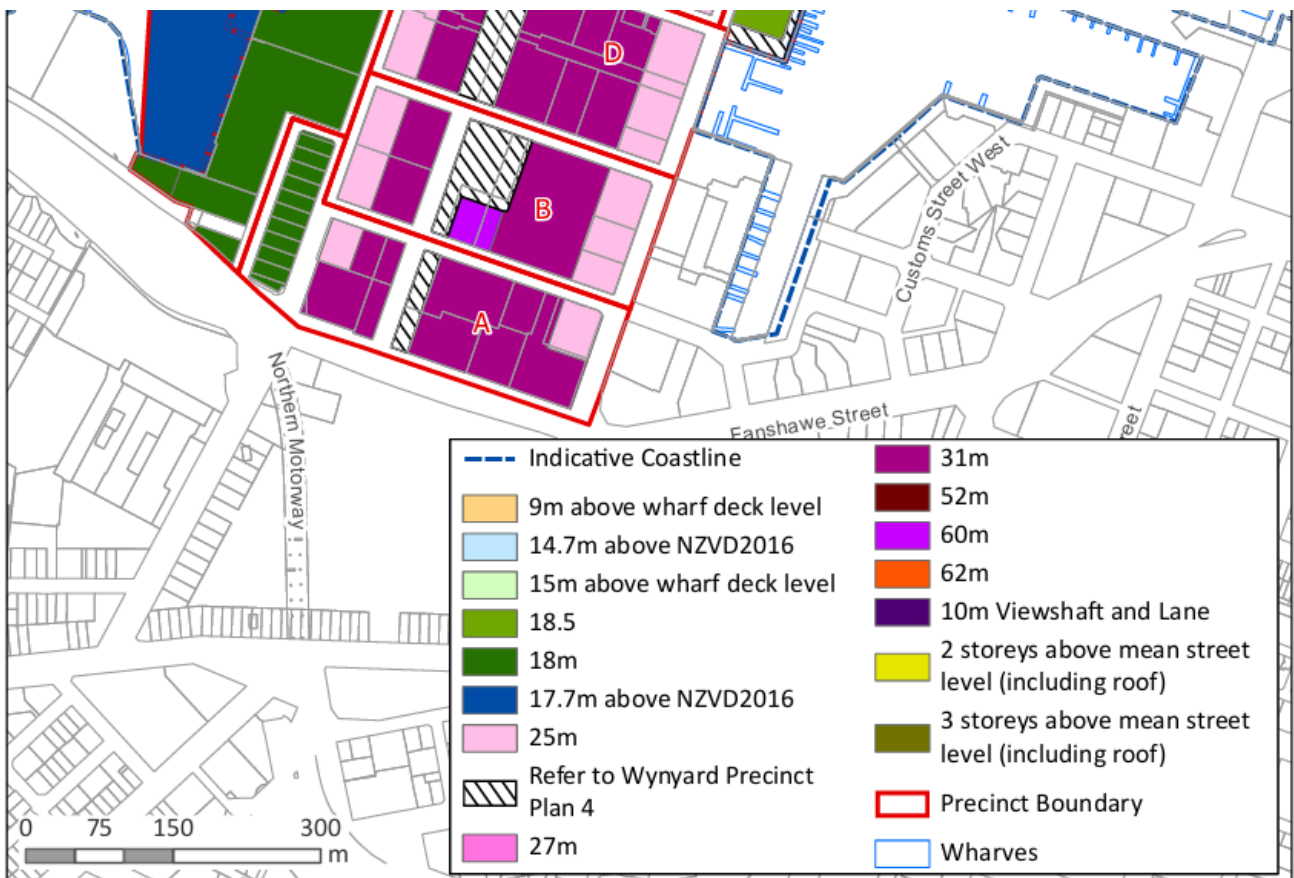 D
B
A
Customs Street West
Northern Motorway
Fanshawe Street
reet
Indicative Coastline
9m above wharf deck level
14.7m above NZVD2016
15m above wharf deck level
18.5
18m
17.7m above NZVD2016
25m
Refer to Wynyard Precinct
Plan 4
27m
31m
52m
60m
62m
10m Viewshaft and Lane
2 storeys above mean street
level (including roof)
3 storeys above mean street
level (including roof)
Precinct Boundary
Wharves
0 75 150 300
m